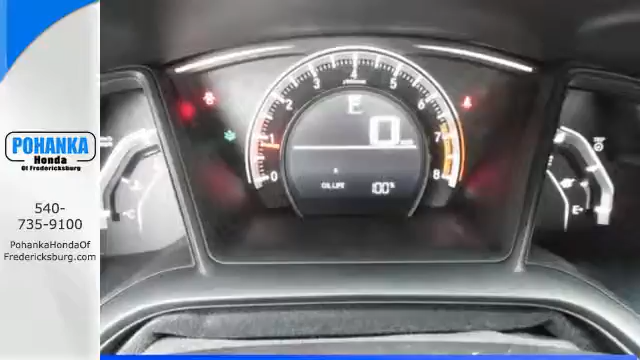 POHANKA
Honda
Of Fredericksburg
540-
735-9100
PohankaHondaOf
Fredericksburg.com
0 1 2 3 4 5 6 7 8
E
0
OIL LIFE 100%
°C
E